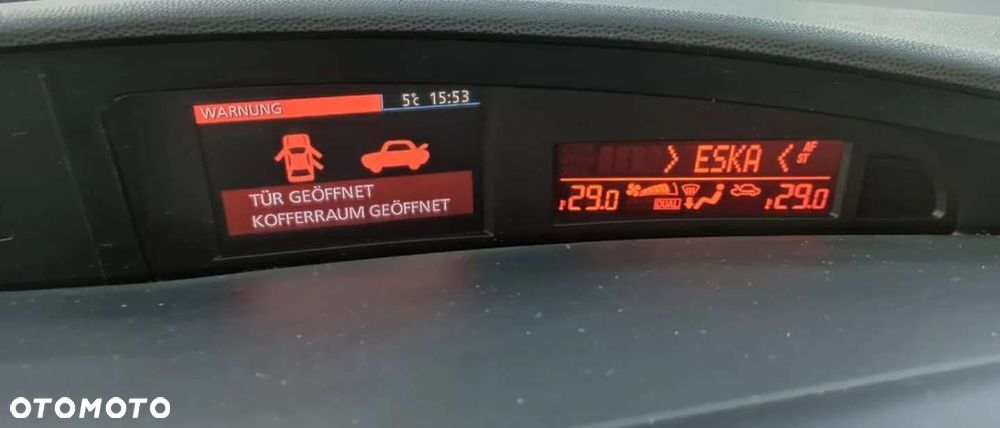 WARNUNG 5°C 15:53
TÜR GEÖFFNET
KOFFERRAUM GEÖFFNET
ESKA AF
ST
29.0 DUAL 29.0
OTOMOTO